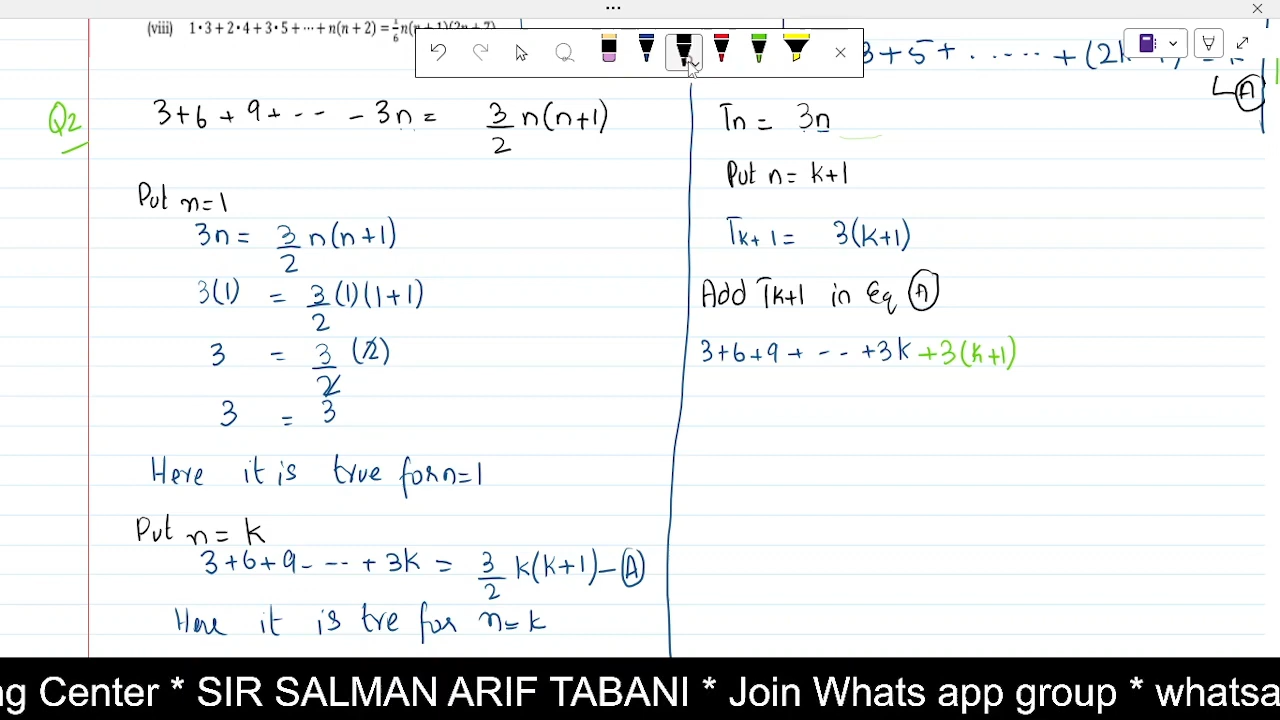 (viii) 1•3+2•4+3•5+⋯+n(n+2)=1/6 n(n+1)(2n+7)
3+5+......+(2k
A
Q2
3+6+9+-- -3n= 3/2 n(n+1)
Put n=1
3n= 3/2 n(n+1)
3(1) = 3/2 (1)(1+1)
3 = 3/2 (2)
3 = 3
Here it is true for n=1
Put n= k
3+6+9- -- +3k = 3/2 k(k+1)-A
Here it is tre for n=k
Tn = 3n
Put n= k+1
Tk+1= 3(k+1)
Add Tk+1 in Eq A
3+6+9+ -- +3k+3(k+1)
ng Center * SIR SALMAN ARIF TABANI * Join Whats app group * whatsa